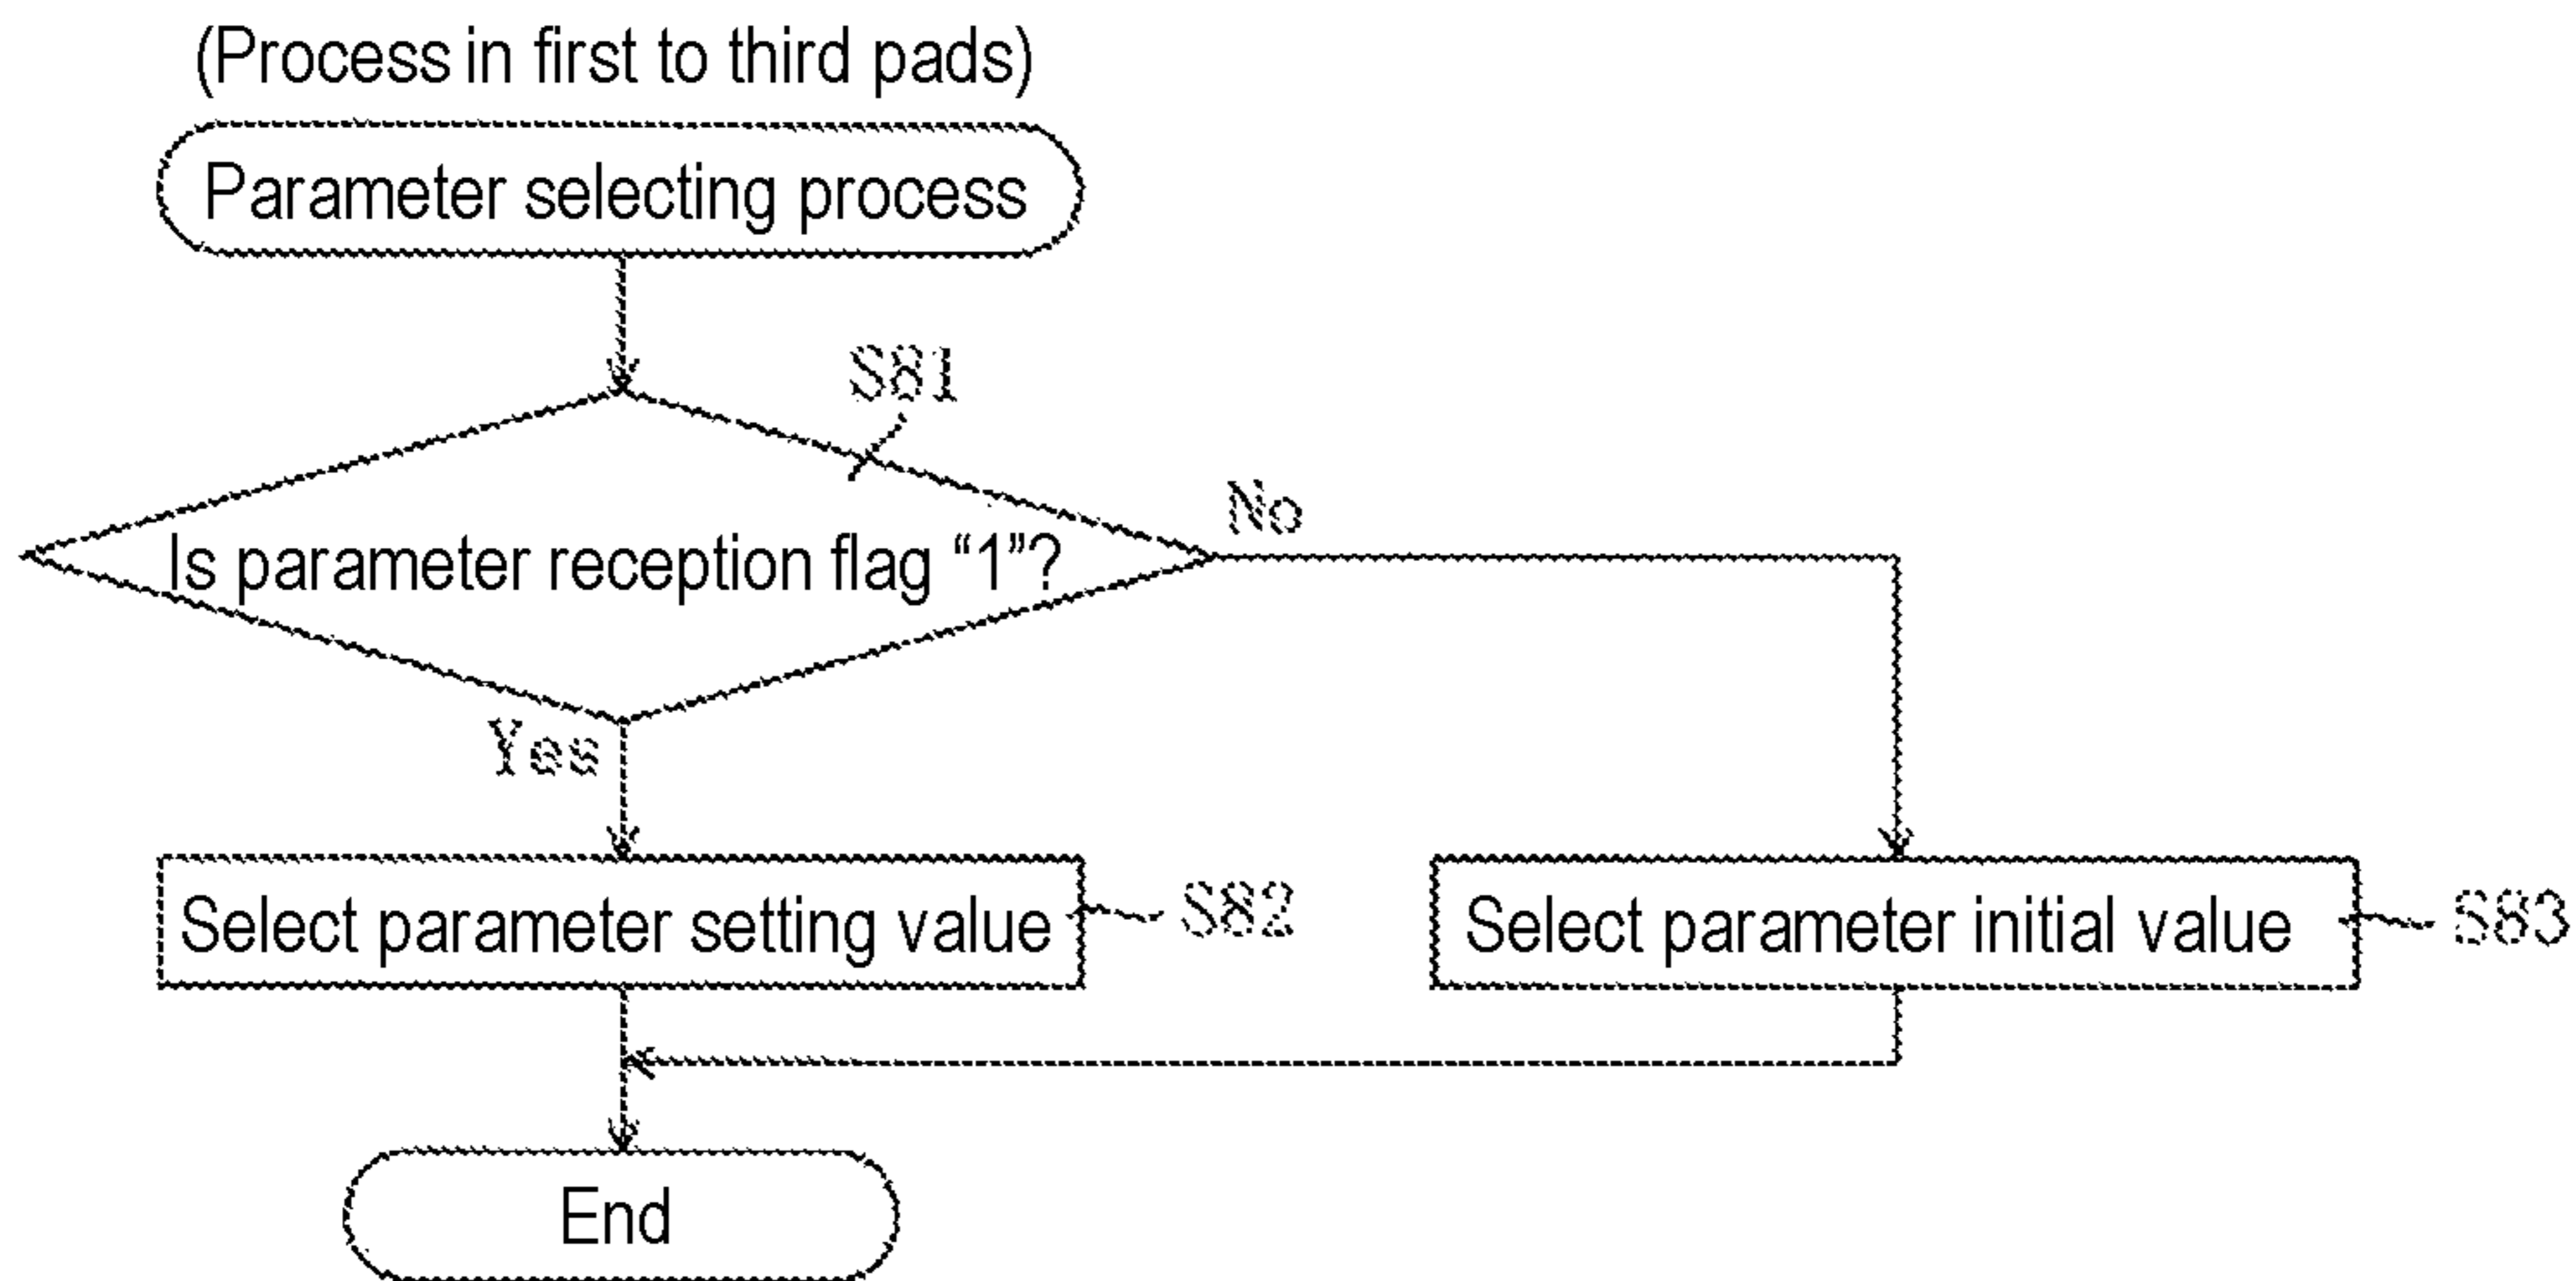 (Process in first to third pads)
Parameter selecting process
S81
No
Is parameter reception flag “1”?
Yes
Select parameter setting value
S82
Select parameter initial value
S83
End